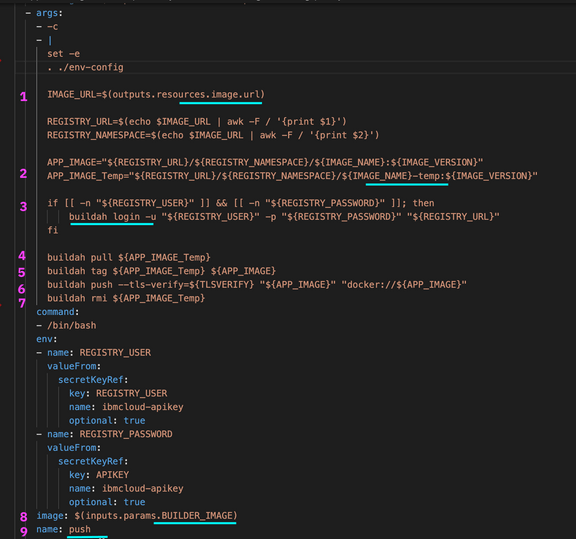 - args:
- -c
- |
set -e
. ./env-config
1 IMAGE_URL=$(outputs.resources.image.url)
REGISTRY_URL=$(echo $IMAGE_URL | awk -F / '{print $1}')
REGISTRY_NAMESPACE=$(echo $IMAGE_URL | awk -F / '{print $2}')
APP_IMAGE="${REGISTRY_URL}/${REGISTRY_NAMESPACE}/${IMAGE_NAME}:${IMAGE_VERSION}"
2 APP_IMAGE_Temp="${REGISTRY_URL}/${REGISTRY_NAMESPACE}/${IMAGE_NAME}-temp:${IMAGE_VERSION}"
3 if [[ -n "${REGISTRY_USER}" ]] && [[ -n "${REGISTRY_PASSWORD}" ]]; then
buildah login -u "${REGISTRY_USER}" -p "${REGISTRY_PASSWORD}" "${REGISTRY_URL}"
fi
4 buildah pull ${APP_IMAGE_Temp}
5 buildah tag ${APP_IMAGE_Temp} ${APP_IMAGE}
6 buildah push --tls-verify=${TLSVERIFY} "${APP_IMAGE}" "docker://${APP_IMAGE}"
7 buildah rmi ${APP_IMAGE_Temp}
command:
- /bin/bash
env:
- name: REGISTRY_USER
valueFrom:
secretKeyRef:
key: REGISTRY_USER
name: ibmcloud-apikey
optional: true
- name: REGISTRY_PASSWORD
valueFrom:
secretKeyRef:
key: APIKEY
name: ibmcloud-apikey
optional: true
8 image: $(inputs.params.BUILDER_IMAGE)
9 name: push